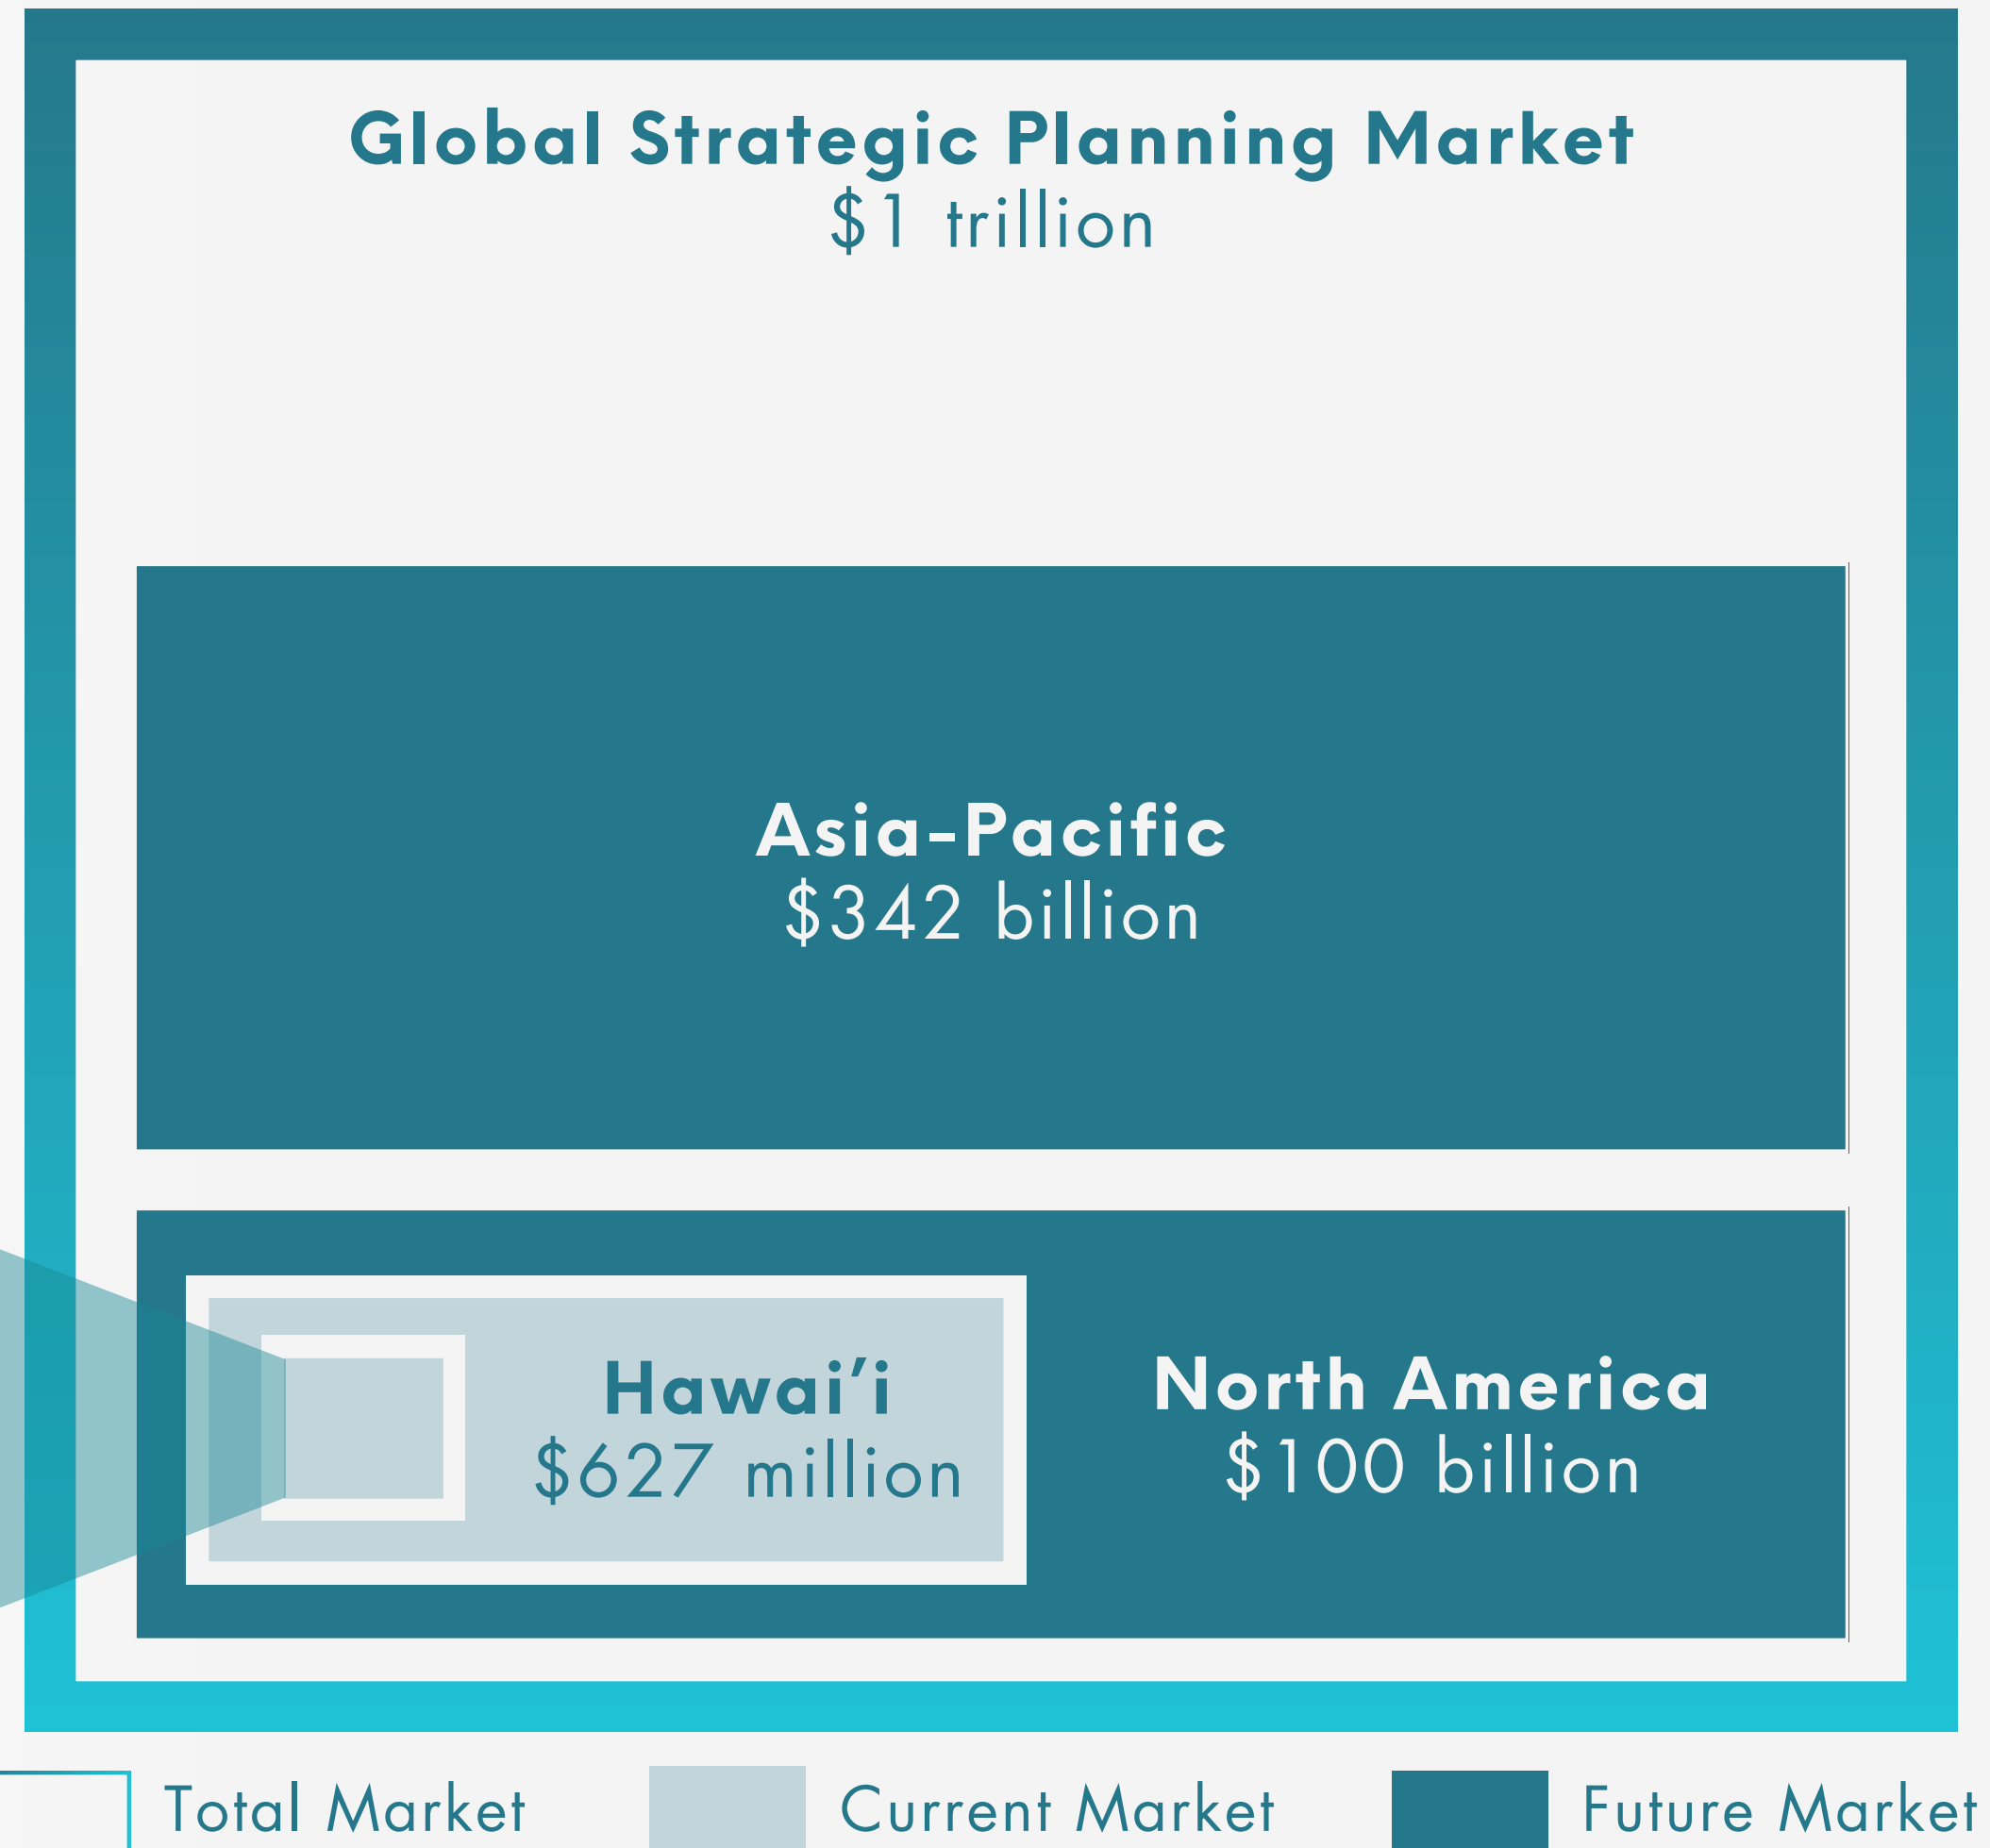 Global Strategic Planning Market
$1 trillion
Asia-Pacific
$342 billion
Hawai‘i
$627 million
North America
$100 billion
Total Market
Current Market
Future Market